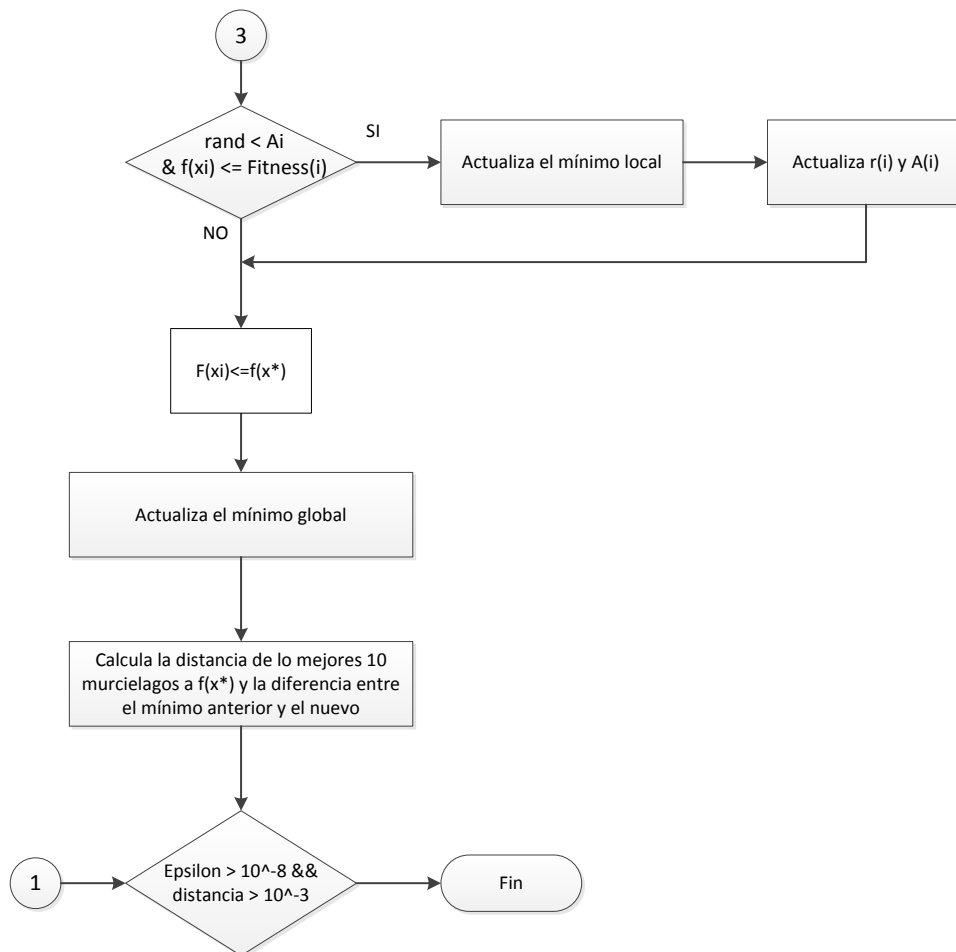 3
rand < Ai
& f(xi) <= Fitness(i)
SI
Actualiza el mínimo local
Actualiza r(i) y A(i)
NO
F(xi)<=f(x*)
Actualiza el mínimo global
Calcula la distancia de lo mejores 10
murcielagos a f(x*) y la diferencia entre
el mínimo anterior y el nuevo
1
Epsilon > 10^-8 &&
distancia > 10^-3
Fin